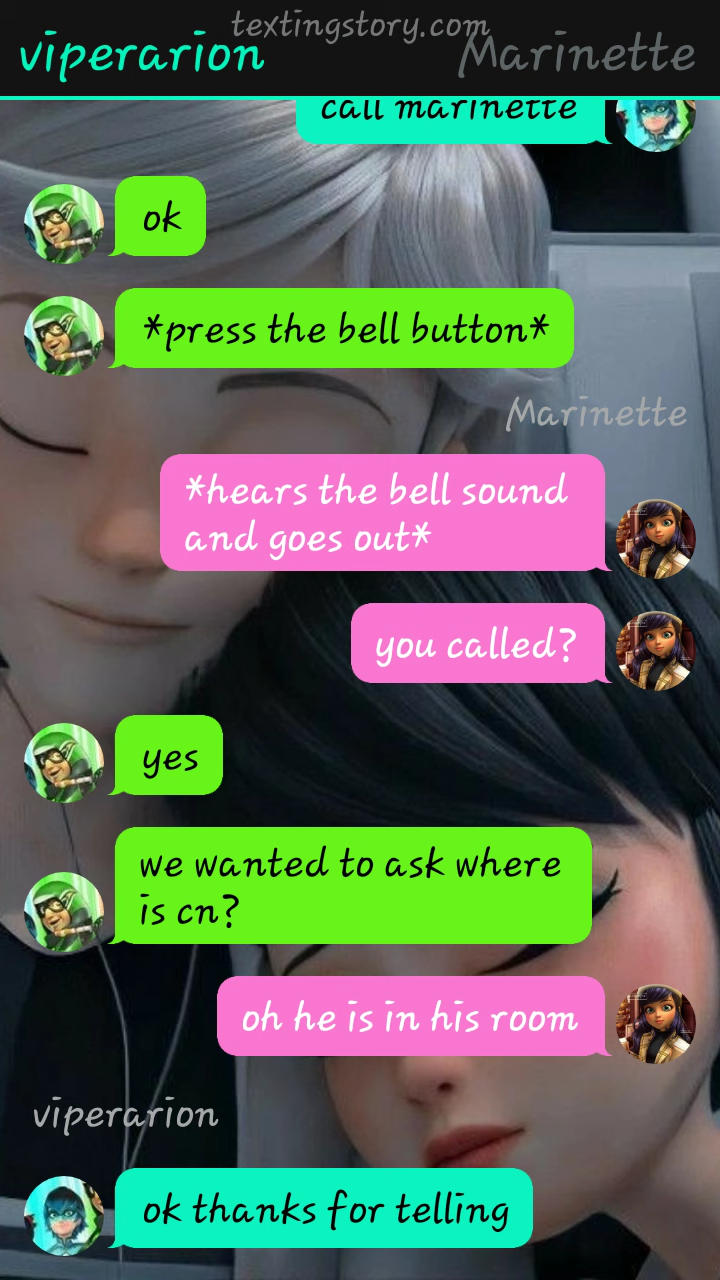 textingstory.com
viperarion
Marinette
call marinette
ok
*press the bell button*
Marinette
*hears the bell sound
and goes out*
you called?
yes
we wanted to ask where
is cn?
oh he is in his room
viperarion
ok thanks for telling